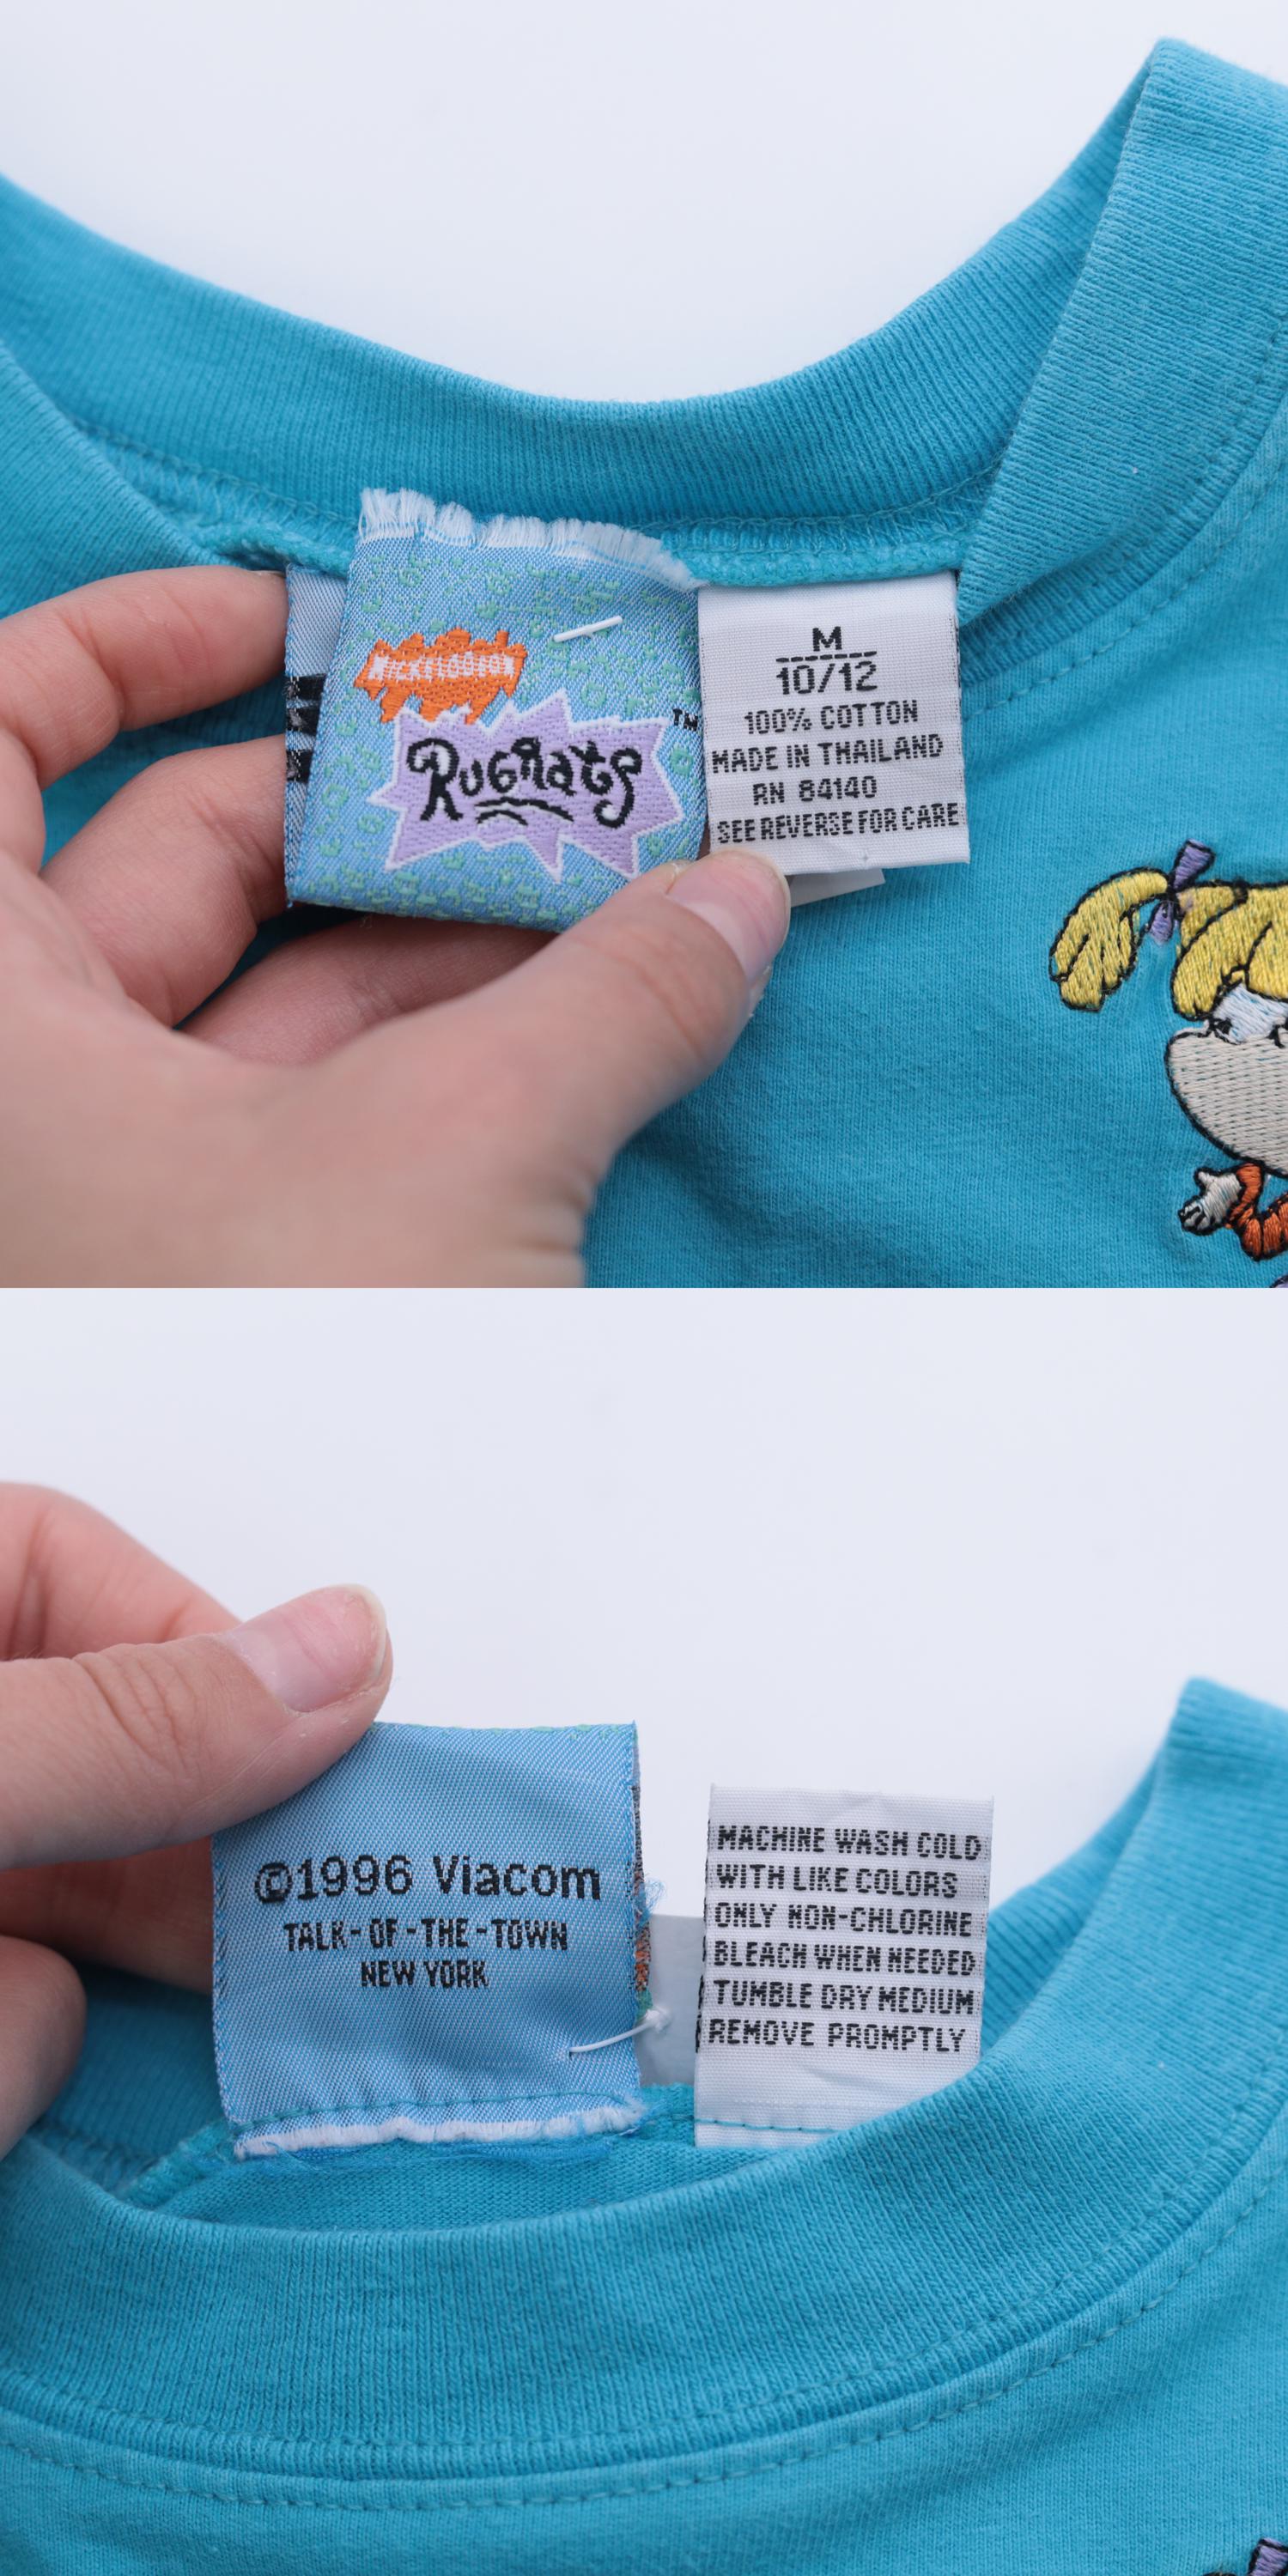 NICKELODEON
RUGRATS™
M
10/12
100% COTTON
MADE IN THAILAND
RN 84140
SEE REVERSE FOR CARE
©1996 Viacom
TALK-OF-THE-TOWN
NEW YORK
MACHINE WASH COLD
WITH LIKE COLORS
ONLY NON-CHLORINE
BLEACH WHEN NEEDED
TUMBLE DRY MEDIUM
REMOVE PROMPTLY